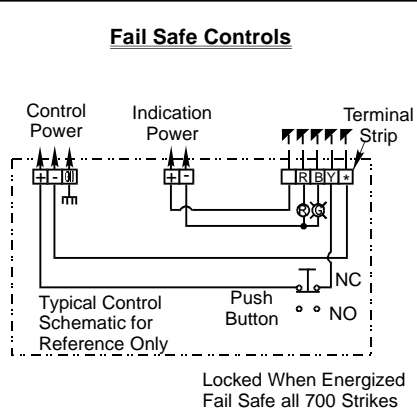 Fail Safe Controls
Control
Power
Indication
Power
Terminal
Strip
+ -
+ -
R B Y *
R G
NC
NO
Push
Button
Typical Control
Schematic for
Reference Only
Locked When Energized
Fail Safe all 700 Strikes